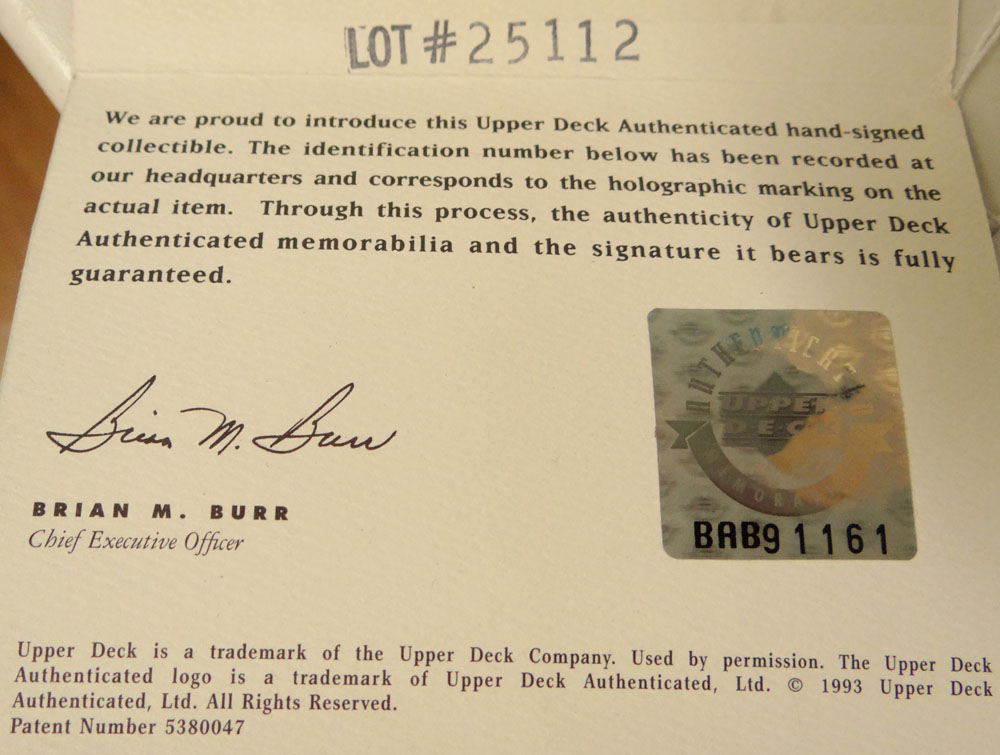 LOT #25112
We are proud to introduce this Upper Deck Authenticated hand-signed
collectible. The identification number below has been recorded at
our headquarters and corresponds to the holographic marking on the
actual item. Through this process, the authenticity of Upper Deck
Authenticated memorabilia and the signature it bears is fully
guaranteed.
Brian M. Burr
BRIAN M. BURR
Chief Executive Officer
UPPER
DECK
BAB91161
Upper Deck is a trademark of the Upper Deck Company. Used by permission. The Upper Deck
Authenticated logo is a trademark of Upper Deck Authenticated, Ltd. © 1993 Upper Deck
Authenticated, Ltd. All Rights Reserved.
Patent Number 5380047